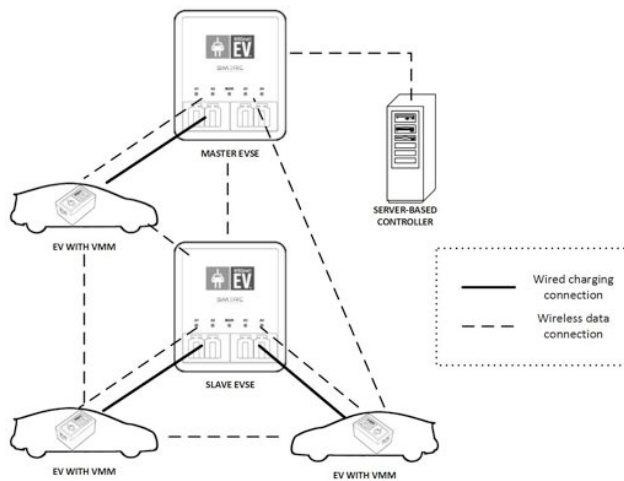 EV
MASTER EVSE
SERVER-BASED
CONTROLLER
EV WITH VMM
EV
SLAVE EVSE
Wired charging
connection
Wireless data
connection
EV WITH VMM
EV WITH VMM